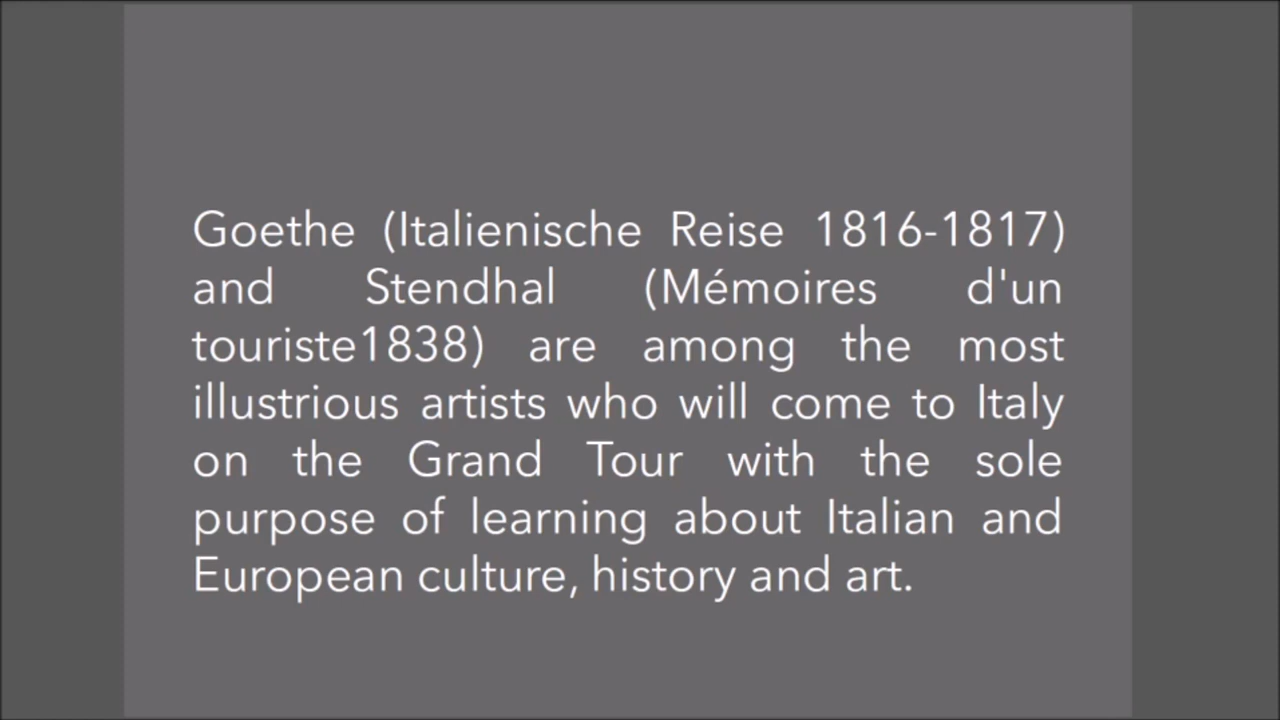 Goethe (Italienische Reise 1816-1817)
and Stendhal (Mémoires d'un
touriste1838) are among the most
illustrious artists who will come to Italy
on the Grand Tour with the sole
purpose of learning about Italian and
European culture, history and art.